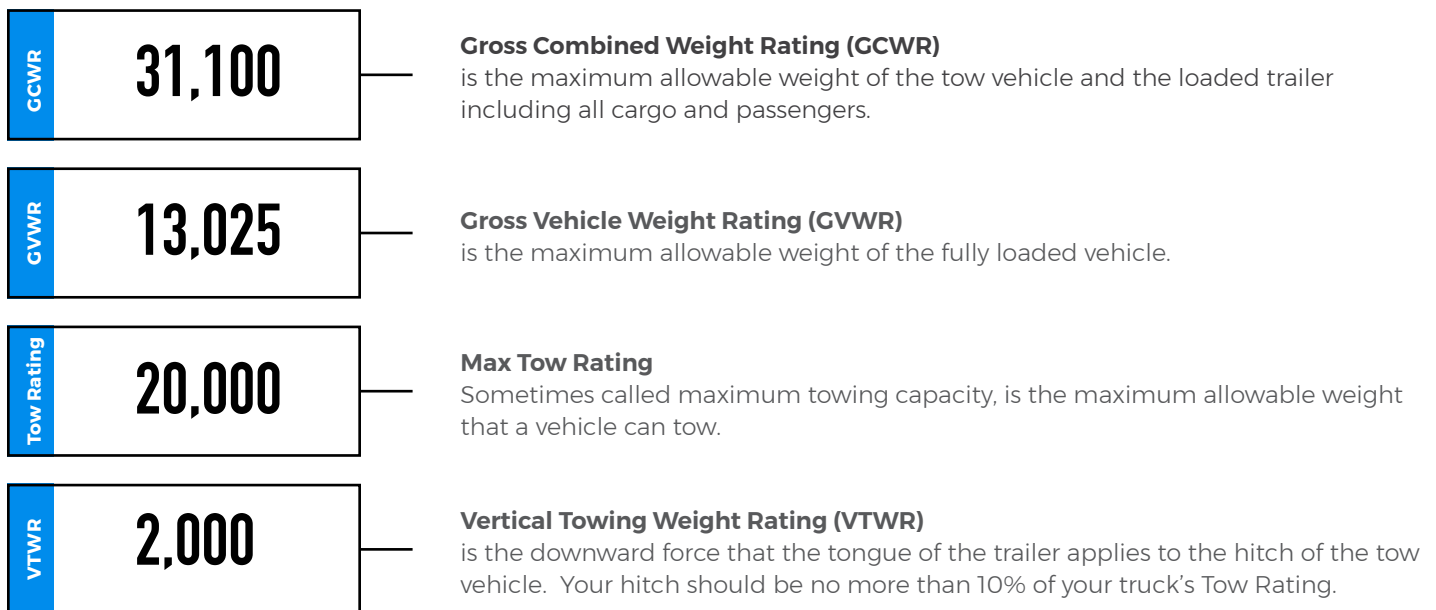 GCWR
31,100
Gross Combined Weight Rating (GCWR)
is the maximum allowable weight of the tow vehicle and the loaded trailer
including all cargo and passengers.
GVWR
13,025
Gross Vehicle Weight Rating (GVWR)
is the maximum allowable weight of the fully loaded vehicle.
Tow Rating
20,000
Max Tow Rating
Sometimes called maximum towing capacity, is the maximum allowable weight
that a vehicle can tow.
VTWR
2,000
Vertical Towing Weight Rating (VTWR)
is the downward force that the tongue of the trailer applies to the hitch of the tow
vehicle.  Your hitch should be no more than 10% of your truck's Tow Rating.